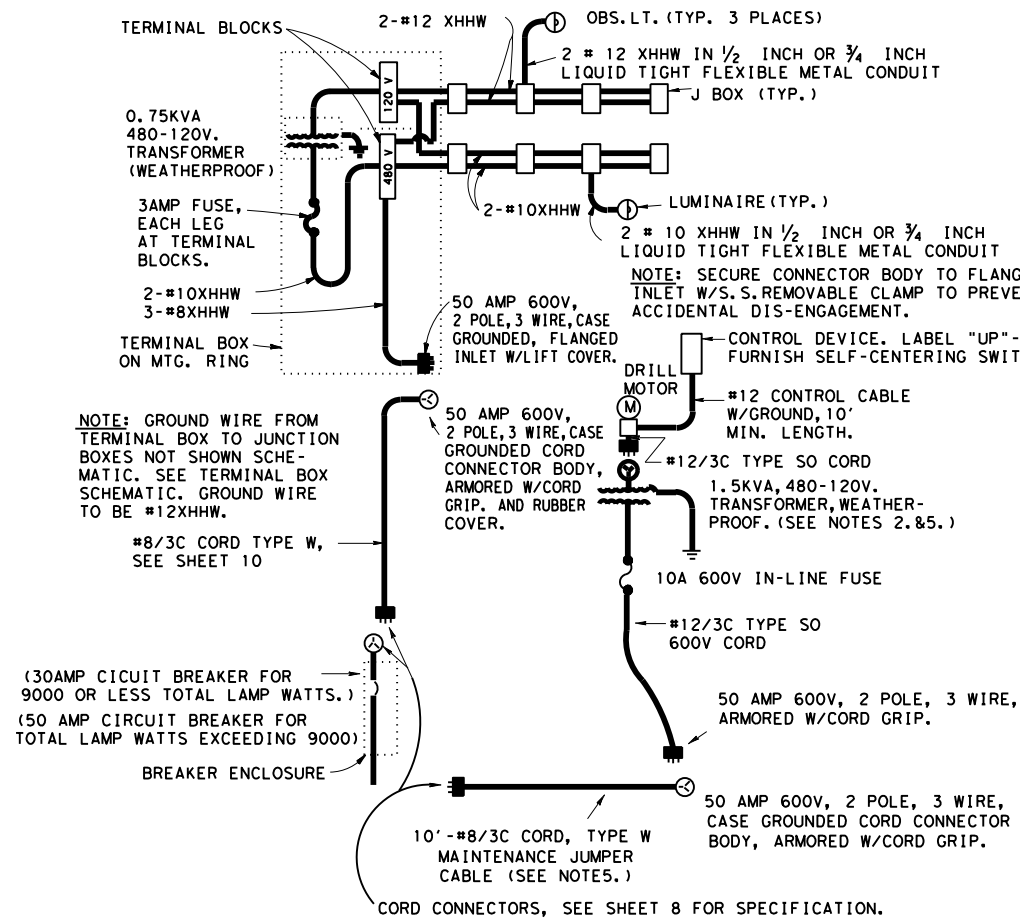 TERMINAL BLOCKS
2-#12 XHHW
OBS.LT. (TYP. 3 PLACES)
2 # 12 XHHW IN 1/2 INCH OR 3/4 INCH
LIQUID TIGHT FLEXIBLE METAL CONDUIT
J BOX (TYP.)
120 V
0.75KVA
480-120V.
TRANSFORMER
(WEATHERPROOF)
480 V
3AMP FUSE,
EACH LEG
AT TERMINAL
BLOCKS.
2-#10XHHW
LUMINAIRE (TYP.)
2 # 10 XHHW IN 1/2 INCH OR 3/4 INCH
LIQUID TIGHT FLEXIBLE METAL CONDUIT
NOTE: SECURE CONNECTOR BODY TO FLANG
INLET W/S.S.REMOVABLE CLAMP TO PREVE
ACCIDENTAL DIS-ENGAGEMENT.
2-#10XHHW
3-#8XHHW
TERMINAL BOX
ON MTG. RING
50 AMP 600V,
2 POLE,3 WIRE,CASE
GROUNDED, FLANGED
INLET W/LIFT COVER.
CONTROL DEVICE. LABEL "UP"-
FURNISH SELF-CENTERING SWIT
DRILL
MOTOR
M
#12 CONTROL CABLE
W/GROUND,10'
MIN. LENGTH.
NOTE: GROUND WIRE FROM
TERMINAL BOX TO JUNCTION
BOXES NOT SHOWN SCHE-
MATIC. SEE TERMINAL BOX
SCHEMATIC. GROUND WIRE
TO BE #12XHHW.
50 AMP 600V,
2 POLE,3 WIRE,CASE
GROUNDED CORD
CONNECTOR BODY,
ARMORED W/CORD
GRIP. AND RUBBER
COVER.
#12/3C TYPE SO CORD
1.5KVA,480-120V.
TRANSFORMER,WEATHER-
PROOF.(SEE NOTES 2.&5.)
#8/3C CORD TYPE W,
SEE SHEET 10
10A 600V IN-LINE FUSE
#12/3C TYPE SO
600V CORD
(30AMP CICUIT BREAKER FOR
9000 OR LESS TOTAL LAMP WATTS.)
(50 AMP CIRCUIT BREAKER FOR
TOTAL LAMP WATTS EXCEEDING 9000)
BREAKER ENCLOSURE
50 AMP 600V, 2 POLE, 3 WIRE,
ARMORED W/CORD GRIP.
10'-#8/3C CORD, TYPE W
MAINTENANCE JUMPER
CABLE (SEE NOTE5.)
50 AMP 600V, 2 POLE, 3 WIRE,
CASE GROUNDED CORD CONNECTOR
BODY, ARMORED W/CORD GRIP.
CORD CONNECTORS, SEE SHEET 8 FOR SPECIFICATION.